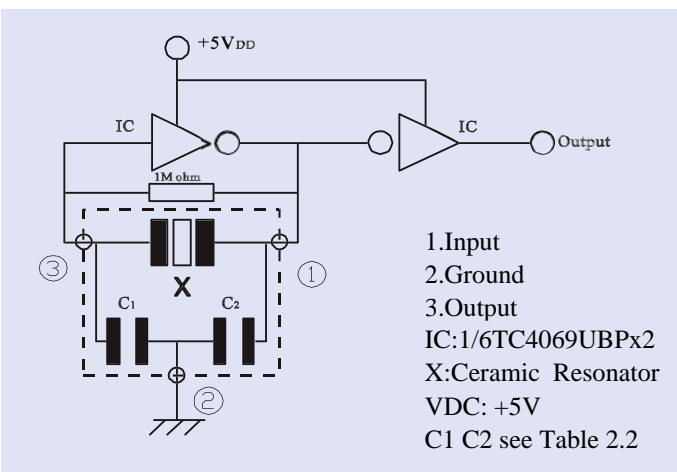 +5VDD
IC
IC
Output
1M ohm
③
①
X
C1
C2
②
1.Input
2.Ground
3.Output
IC:1/6TC4069UBPx2
X:Ceramic Resonator
VDC: +5V
C1 C2 see Table 2.2